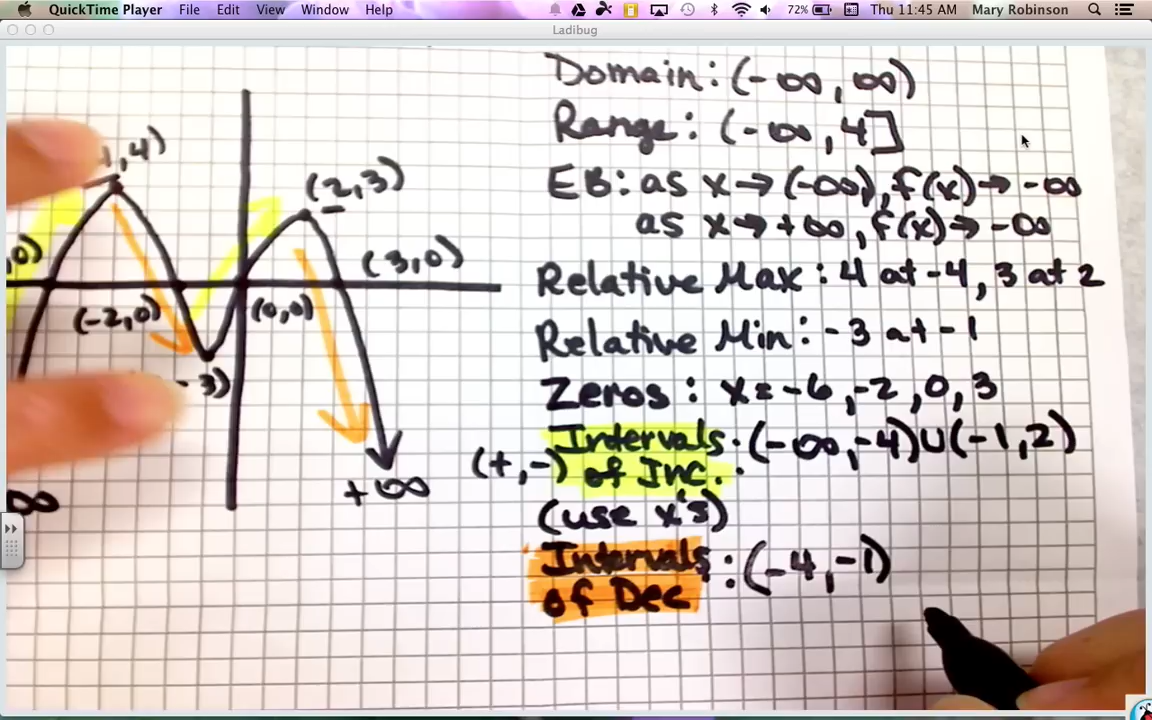 QuickTime Player File Edit View Window Help 72% Thu 11:45 AM Mary Robinson
Ladibug
Domain: (-∞, ∞)
Range: (-∞, 4]
EB: as x→(-∞), f(x)→ -∞
as x→+∞, f(x)→ -∞
Relative Max: 4 at -4, 3 at 2
Relative Min: -3 at -1
Zeros: x=-6,-2,0,3
Intervals of Inc. : (-∞,-4)∪(-1,2)
(+,-)
(use x's)
Intervals of Dec : (-4,-1)
,4)
(2,3)
,0)
(3,0)
(-2,0)
(0,0)
-3)
∞
+∞